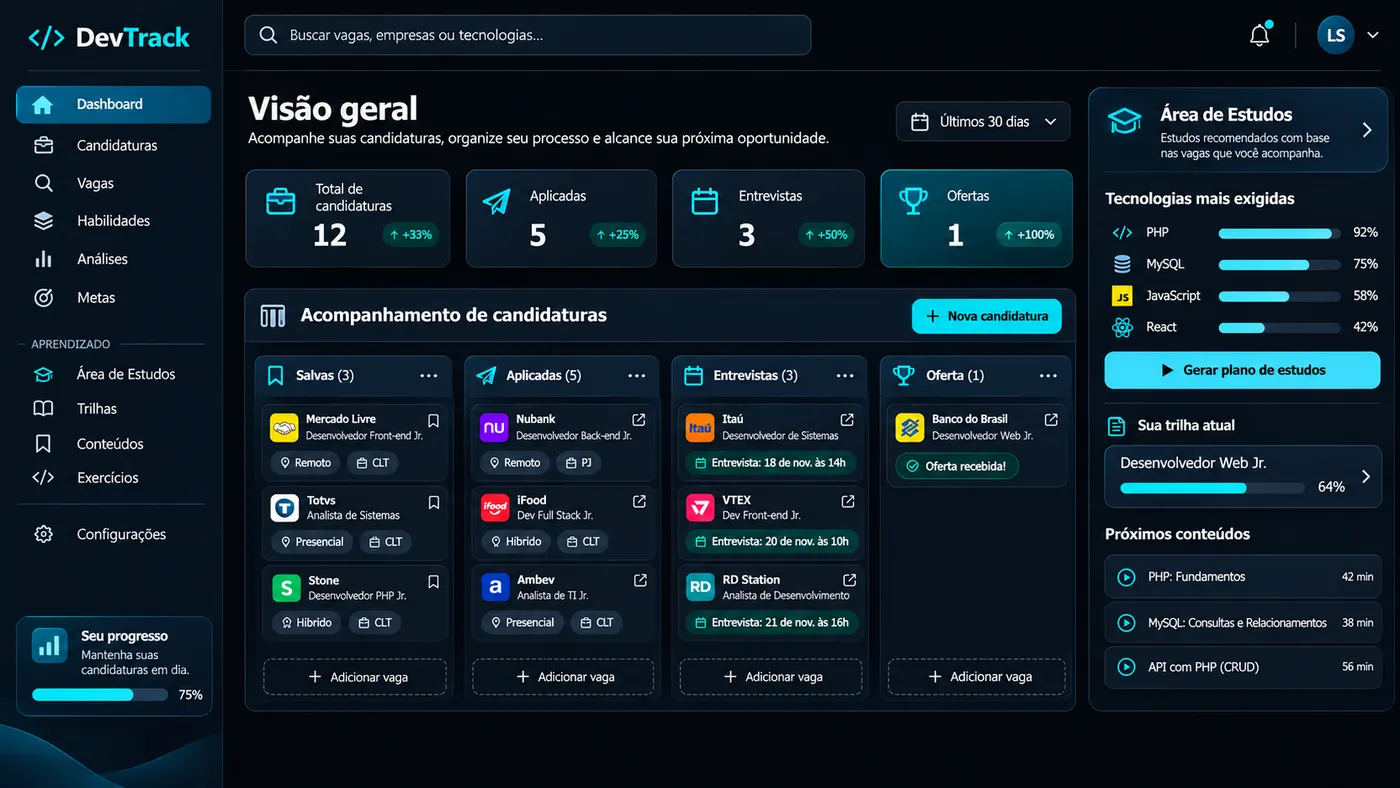 DevTrack
Buscar vagas, empresas ou tecnologias...
LS
Dashboard
Candidaturas
Vagas
Habilidades
Análises
Metas
APRENDIZADO
Área de Estudos
Trilhas
Conteúdos
Exercícios
Configurações
Seu progresso
Mantenha suas
candidaturas em dia.
75%
Visão geral
Acompanhe suas candidaturas, organize seu processo e alcance sua próxima oportunidade.
Últimos 30 dias
Total de
candidaturas
12
↑ +33%
Aplicadas
5
↑ +25%
Entrevistas
3
↑ +50%
Ofertas
1
↑ +100%
Acompanhamento de candidaturas
+ Nova candidatura
Salvas (3)
Mercado Livre
Desenvolvedor Front-end Jr.
Remoto
CLT
T
Totvs
Analista de Sistemas
Presencial
CLT
S
Stone
Desenvolvedor PHP Jr.
Hibrido
CLT
+ Adicionar vaga
Aplicadas (5)
nu
Nubank
Desenvolvedor Back-end Jr.
Remoto
PJ
ifood
iFood
Dev Full Stack Jr.
Hibrido
CLT
a
Ambev
Analista de TI Jr.
Presencial
CLT
+ Adicionar vaga
Entrevistas (3)
Itaú
Itaú
Desenvolvedor de Sistemas
Entrevista: 18 de nov. às 14h
VTEX
Dev Front-end Jr.
Entrevista: 20 de nov. às 10h
RD
RD Station
Analista de Desenvolvimento
Entrevista: 21 de nov. às 16h
+ Adicionar vaga
Oferta (1)
Banco do Brasil
Desenvolvedor Web Jr.
Oferta recebida!
+ Adicionar vaga
Área de Estudos
Estudos recomendados com base
nas vagas que você acompanha.
Tecnologias mais exigidas
PHP 92%
MySQL 75%
JS JavaScript 58%
React 42%
Gerar plano de estudos
Sua trilha atual
Desenvolvedor Web Jr.
64%
Próximos conteúdos
PHP: Fundamentos 42 min
MySQL: Consultas e Relacionamentos 38 min
API com PHP (CRUD) 56 min